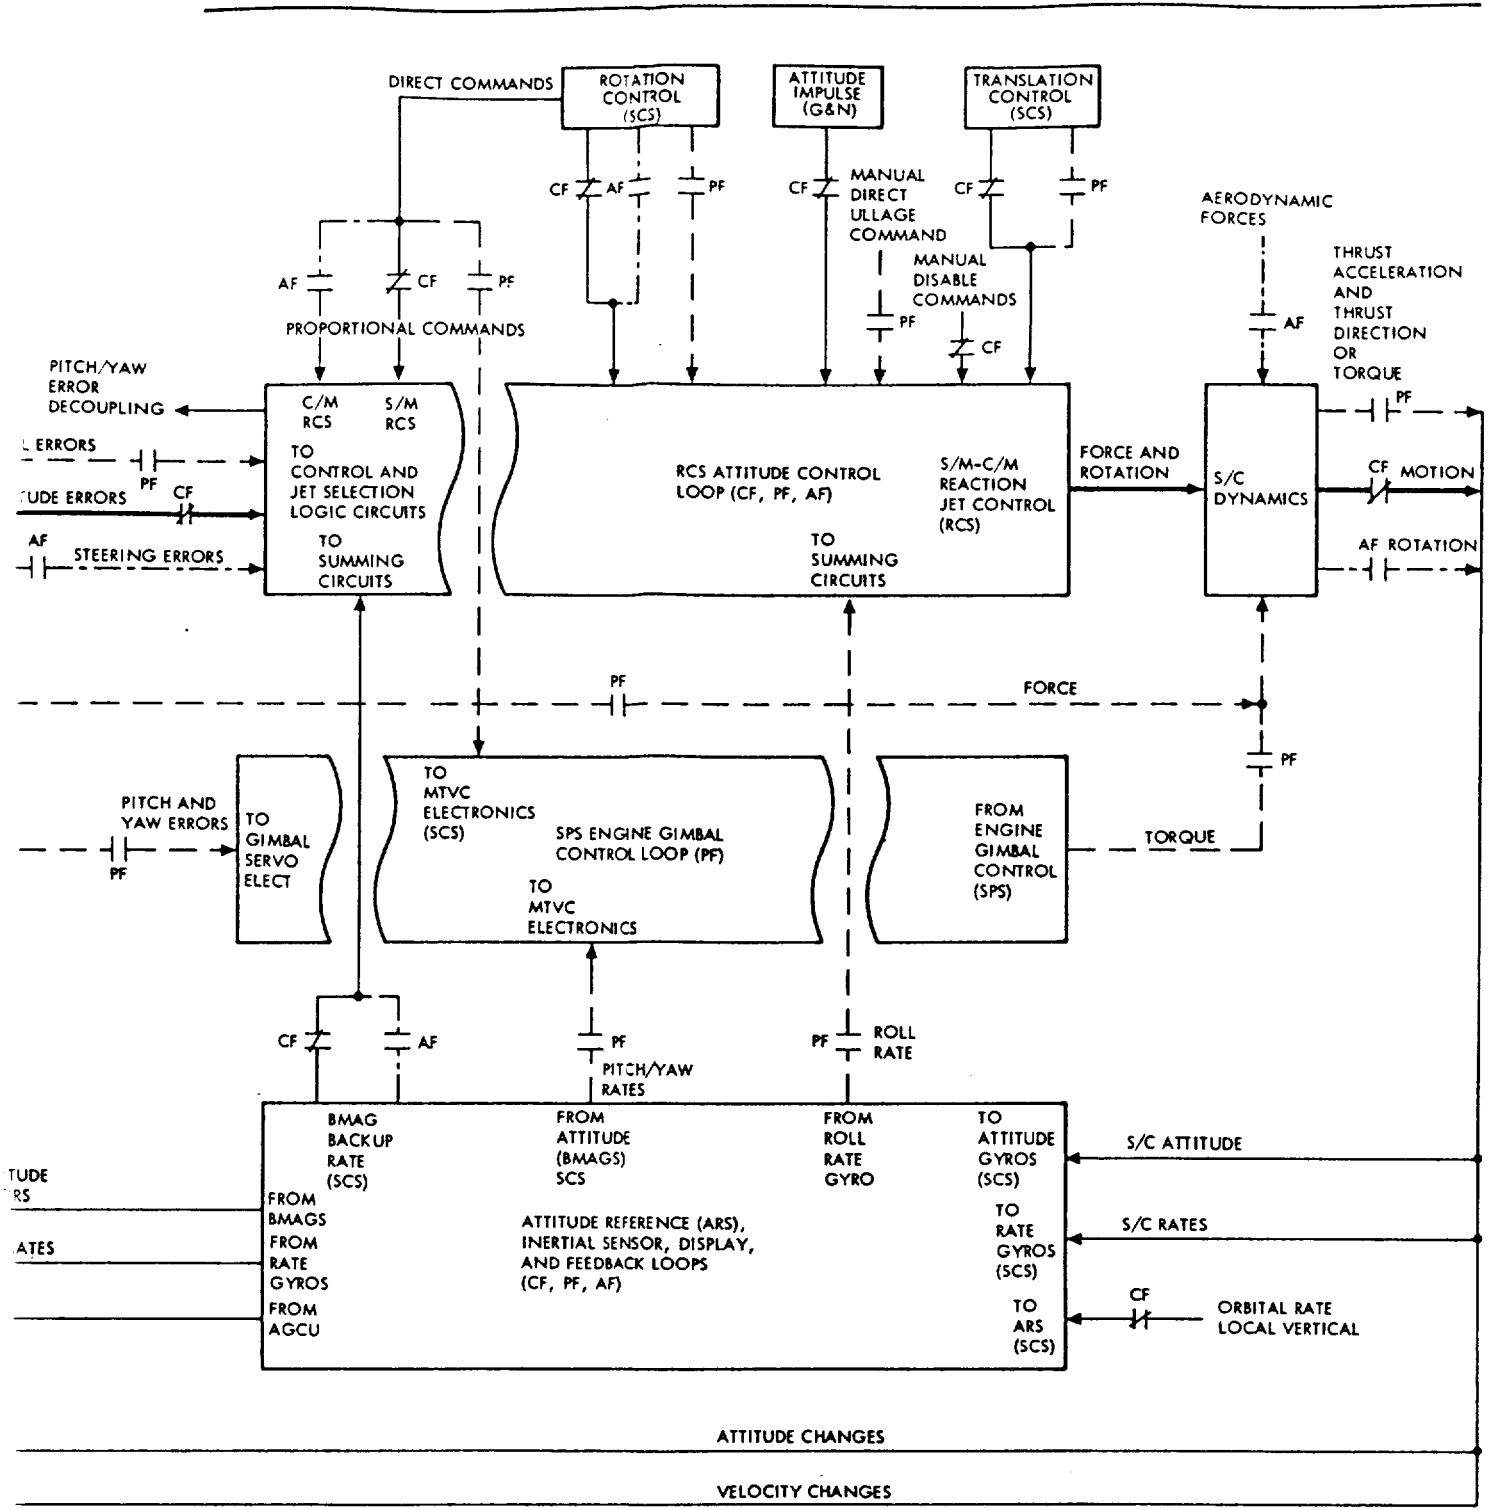 DIRECT COMMANDS
ROTATION
CONTROL
(SCS)
ATTITUDE
IMPULSE
(G&N)
TRANSLATION
CONTROL
(SCS)
CF
AF
PF
CF
MANUAL
DIRECT
ULLAGE
COMMAND
CF
PF
AERODYNAMIC
FORCES
MANUAL
DISABLE
COMMANDS
THRUST
ACCELERATION
AND
THRUST
DIRECTION
OR
TORQUE
AF
CF
PF
PF
CF
AF
PROPORTIONAL COMMANDS
PITCH/YAW
ERROR
DECOUPLING
PF
C/M
RCS
S/M
RCS
L ERRORS
PF
TO
CONTROL AND
JET SELECTION
LOGIC CIRCUITS
TUDE ERRORS
CF
AF
STEERING ERRORS
TO
SUMMING
CIRCUITS
RCS ATTITUDE CONTROL
LOOP (CF, PF, AF)
S/M-C/M
REACTION
JET CONTROL
(RCS)
TO
SUMMING
CIRCUITS
FORCE AND
ROTATION
S/C
DYNAMICS
CF
MOTION
AF ROTATION
PF
FORCE
PF
PITCH AND
YAW ERRORS
PF
TO
GIMBAL
SERVO
ELECT
TO
MTVC
ELECTRONICS
(SCS)
SPS ENGINE GIMBAL
CONTROL LOOP (PF)
TO
MTVC
ELECTRONICS
FROM
ENGINE
GIMBAL
CONTROL
(SPS)
TORQUE
CF
AF
PF
PITCH/YAW
RATES
PF
ROLL
RATE
BMAG
BACKUP
RATE
(SCS)
FROM
ATTITUDE
(BMAGS)
SCS
FROM
ROLL
RATE
GYRO
TO
ATTITUDE
GYROS
(SCS)
S/C ATTITUDE
TUDE
RS
FROM
BMAGS
ATES
FROM
RATE
GYROS
FROM
AGCU
ATTITUDE REFERENCE (ARS),
INERTIAL SENSOR, DISPLAY,
AND FEEDBACK LOOPS
(CF, PF, AF)
TO
RATE
GYROS
(SCS)
S/C RATES
TO
ARS
(SCS)
CF
ORBITAL RATE
LOCAL VERTICAL
ATTITUDE CHANGES
VELOCITY CHANGES